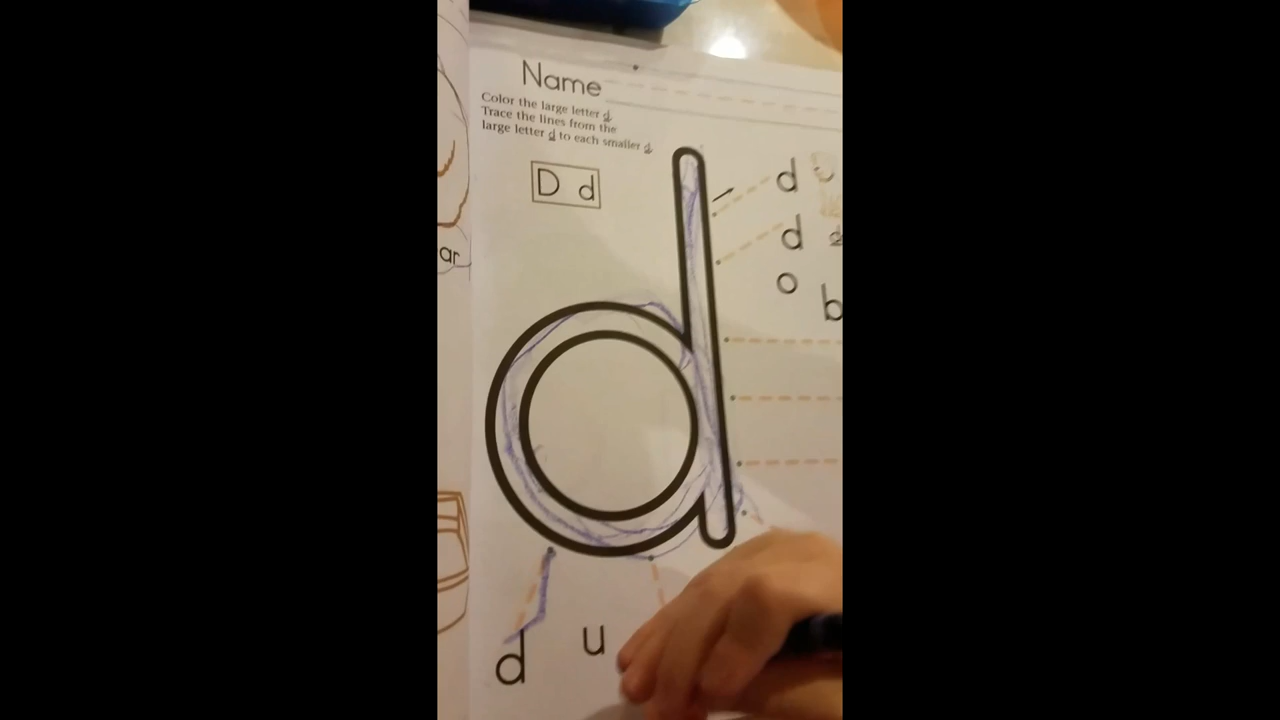 Name
Color the large letter d.
Trace the lines from the
large letter d to each smaller d.
D d
d
d
d
o
b
ar
d
u